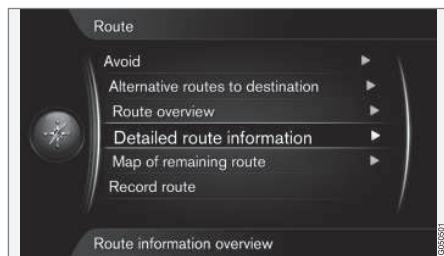 Route
Avoid
Alternative routes to destination
Route overview
Detailed route information
Map of remaining route
Record route
Route information overview
G050501